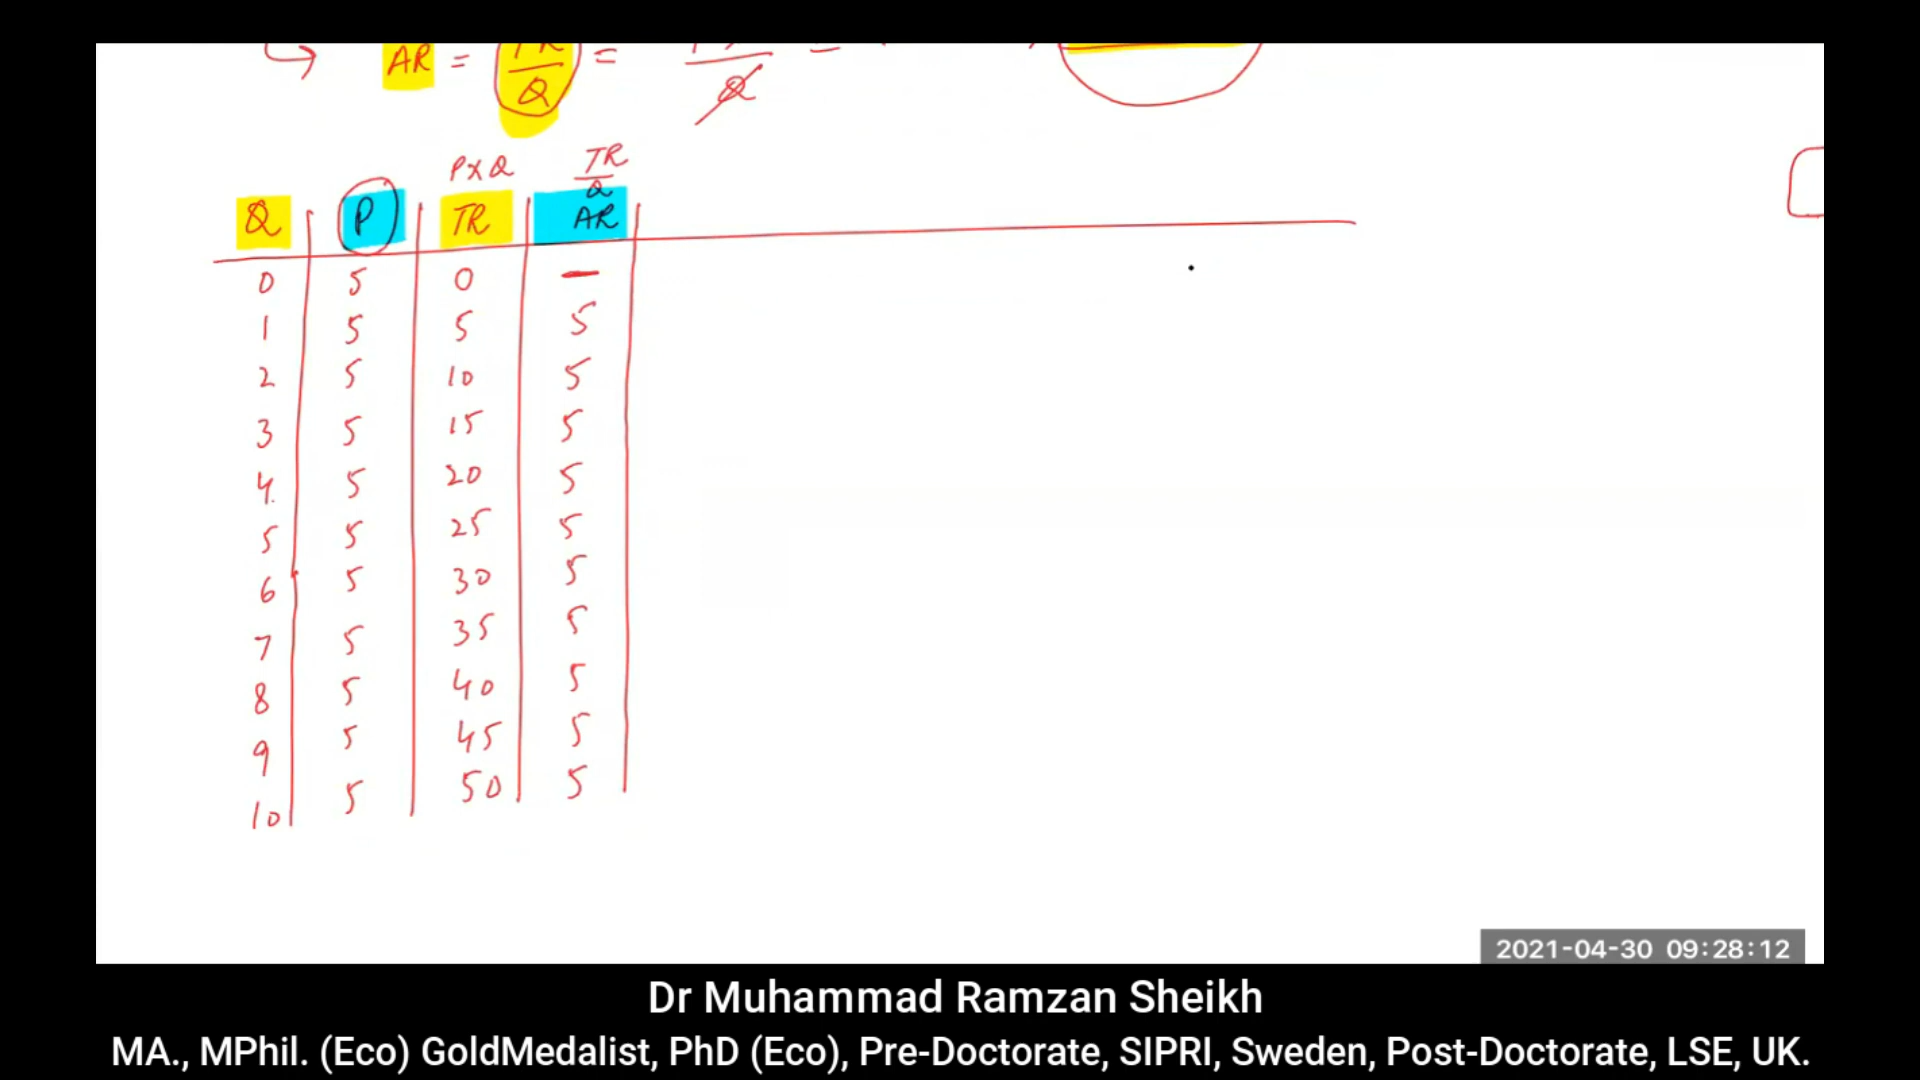 AR = TR/Q = Q
P x Q TR/Q
Q P TR AR
0 5 0 —
1 5 5 5
2 5 10 5
3 5 15 5
4 5 20 5
5 5 25 5
6 5 30 5
7 5 35 5
8 5 40 5
9 5 45 5
10 5 50 5
2021-04-30 09:28:12
Dr Muhammad Ramzan Sheikh
MA., MPhil. (Eco) GoldMedalist, PhD (Eco), Pre-Doctorate, SIPRI, Sweden, Post-Doctorate, LSE, UK.